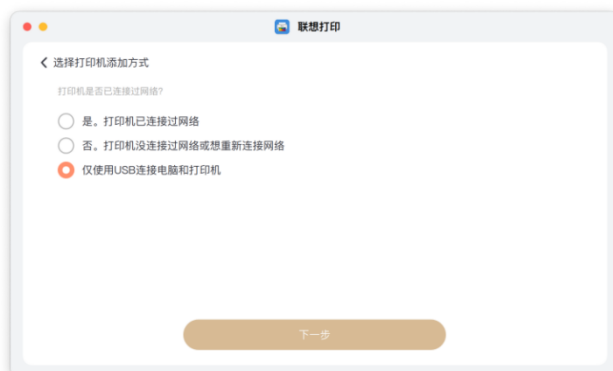 联想打印
选择打印机添加方式
打印机是否已连接过网络?
是。打印机已连接过网络
否。打印机没连接过网络或想重新连接网络
仅使用USB连接电脑和打印机
下一步